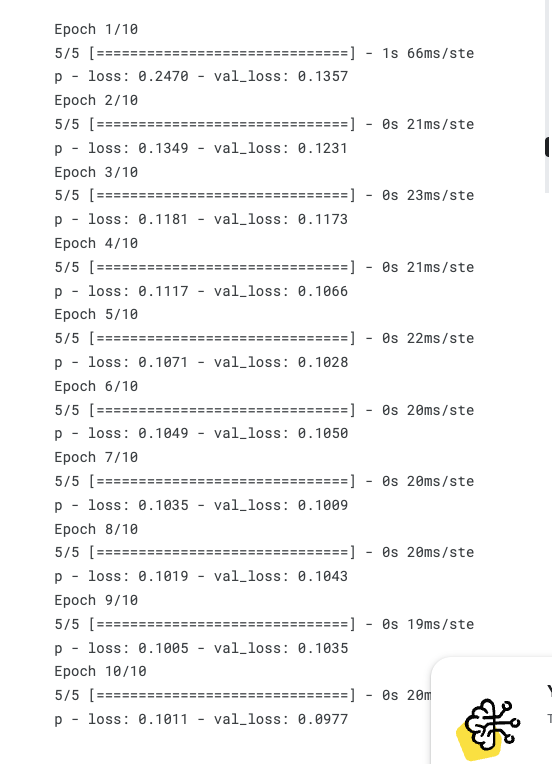 Epoch 1/10
5/5 [==============================] - 1s 66ms/ste
p - loss: 0.2470 - val_loss: 0.1357
Epoch 2/10
5/5 [==============================] - 0s 21ms/ste
p - loss: 0.1349 - val_loss: 0.1231
Epoch 3/10
5/5 [==============================] - 0s 23ms/ste
p - loss: 0.1181 - val_loss: 0.1173
Epoch 4/10
5/5 [==============================] - 0s 21ms/ste
p - loss: 0.1117 - val_loss: 0.1066
Epoch 5/10
5/5 [==============================] - 0s 22ms/ste
p - loss: 0.1071 - val_loss: 0.1028
Epoch 6/10
5/5 [==============================] - 0s 20ms/ste
p - loss: 0.1049 - val_loss: 0.1050
Epoch 7/10
5/5 [==============================] - 0s 20ms/ste
p - loss: 0.1035 - val_loss: 0.1009
Epoch 8/10
5/5 [==============================] - 0s 20ms/ste
p - loss: 0.1019 - val_loss: 0.1043
Epoch 9/10
5/5 [==============================] - 0s 19ms/ste
p - loss: 0.1005 - val_loss: 0.1035
Epoch 10/10
5/5 [==============================] - 0s 20m
p - loss: 0.1011 - val_loss: 0.0977